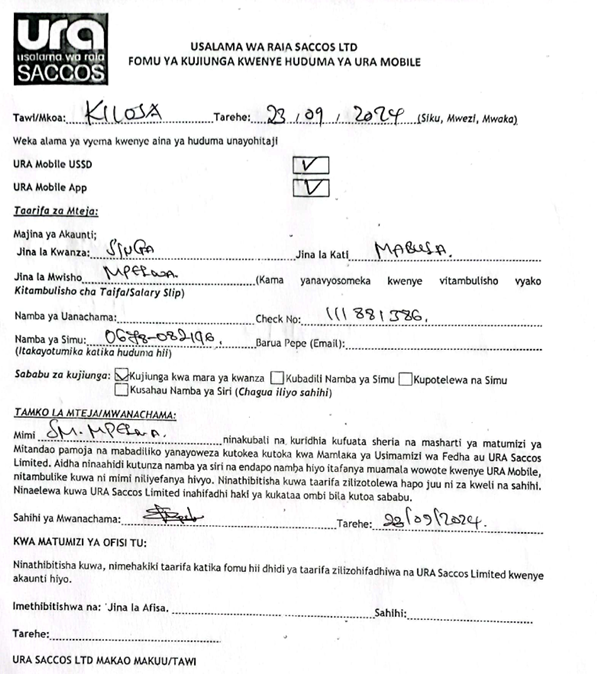 ura
usalama wa raia
SACCOS
USALAMA WA RAIA SACCOS LTD
FOMU YA KUJIUNGA KWENYE HUDUMA YA URA MOBILE
Tawi/Mkoa: KILOSA Tarehe: 23 / 09 / 2024 (Siku, Mwezi, Mwaka)
Weka alama ya vyema kwenye aina ya huduma unayohitaji
URA Mobile USSD
URA Mobile App
Taarifa za Mteja:
Majina ya Akaunti;
Jina la Kwanza: Jina la Kati
Jina la Mwisho (Kama yanavyosomeka kwenye vitambulisho vyako
Kitambulisho cha Taifa/Salary Slip)
Namba ya Uanachama: Check No: 111881386.
Namba ya Simu: Barua Pepe (Email):
(Itakayotumika katika huduma hii)
Sababu za kujiunga: Kujiunga kwa mara ya kwanza Kubadili Namba ya Simu Kupotelewa na Simu
Kusahau Namba ya Siri (Chagua iliyo sahihi)
TAMKO LA MTEJA/MWANACHAMA:
Mimi ninakubali na kuridhia kufuata sheria na masharti ya matumizi ya
Mitandao pamoja na mabadiliko yanayoweza kutokea kutoka kwa Mamlaka ya Usimamizi wa Fedha au URA Saccos
Limited. Aidha ninaahidi kutunza namba ya siri na endapo namba hiyo itafanya muamala wowote kwenye URA Mobile,
nitambulike kuwa ni mimi niliyefanya hivyo. Ninathibitisha kuwa taarifa zilizotolewa hapo juu ni za kweli na sahihi.
Ninaelewa kuwa URA Saccos Limited inahifadhi haki ya kukataa ombi bila kutoa sababu.
Sahihi ya Mwanachama: Tarehe: 23/09/2024.
KWA MATUMIZI YA OFISI TU:
Ninathibitisha kuwa, nimehakiki taarifa katika fomu hii dhidi ya taarifa zilizohifadhiwa na URA Saccos Limited kwenye
akaunti hiyo.
Imethibitishwa na: Jina la Afisa. Sahihi:
Tarehe:
URA SACCOS LTD MAKAO MAKUU/TAWI